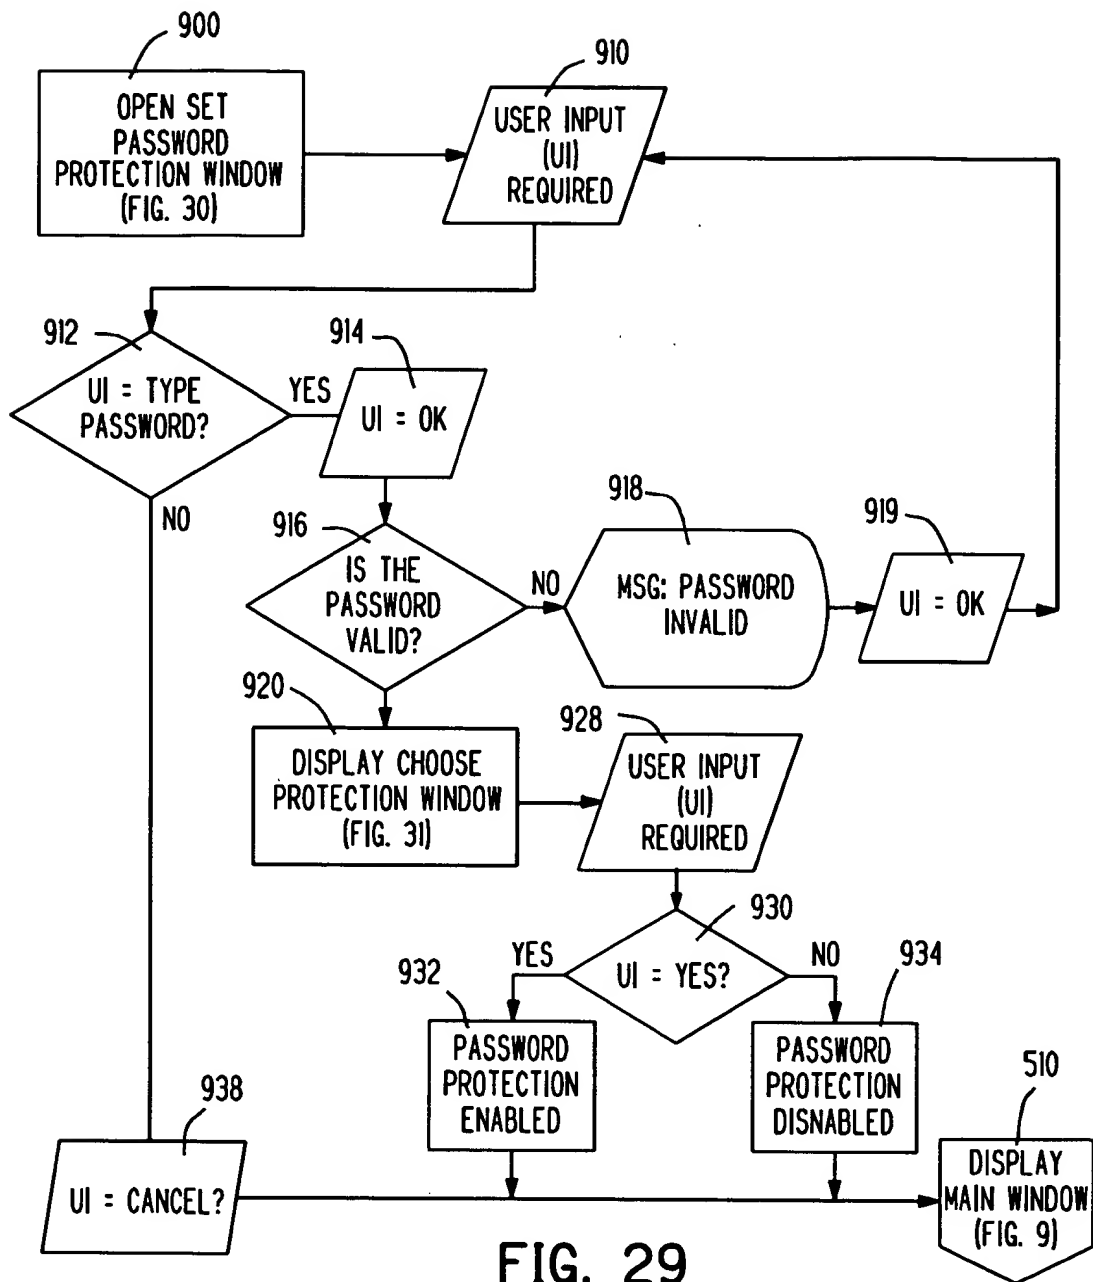 900
OPEN SET
PASSWORD
PROTECTION WINDOW
(FIG. 30)
910
USER INPUT
(UI)
REQUIRED
912
UI = TYPE
PASSWORD?
YES
NO
914
UI = OK
916
IS THE
PASSWORD
VALID?
NO
918
MSG: PASSWORD
INVALID
919
UI = OK
920
DISPLAY CHOOSE
PROTECTION WINDOW
(FIG. 31)
928
USER INPUT
(UI)
REQUIRED
930
UI = YES?
YES
NO
932
PASSWORD
PROTECTION
ENABLED
934
PASSWORD
PROTECTION
DISNABLED
938
UI = CANCEL?
510
DISPLAY
MAIN WINDOW
(FIG. 9)
FIG. 29